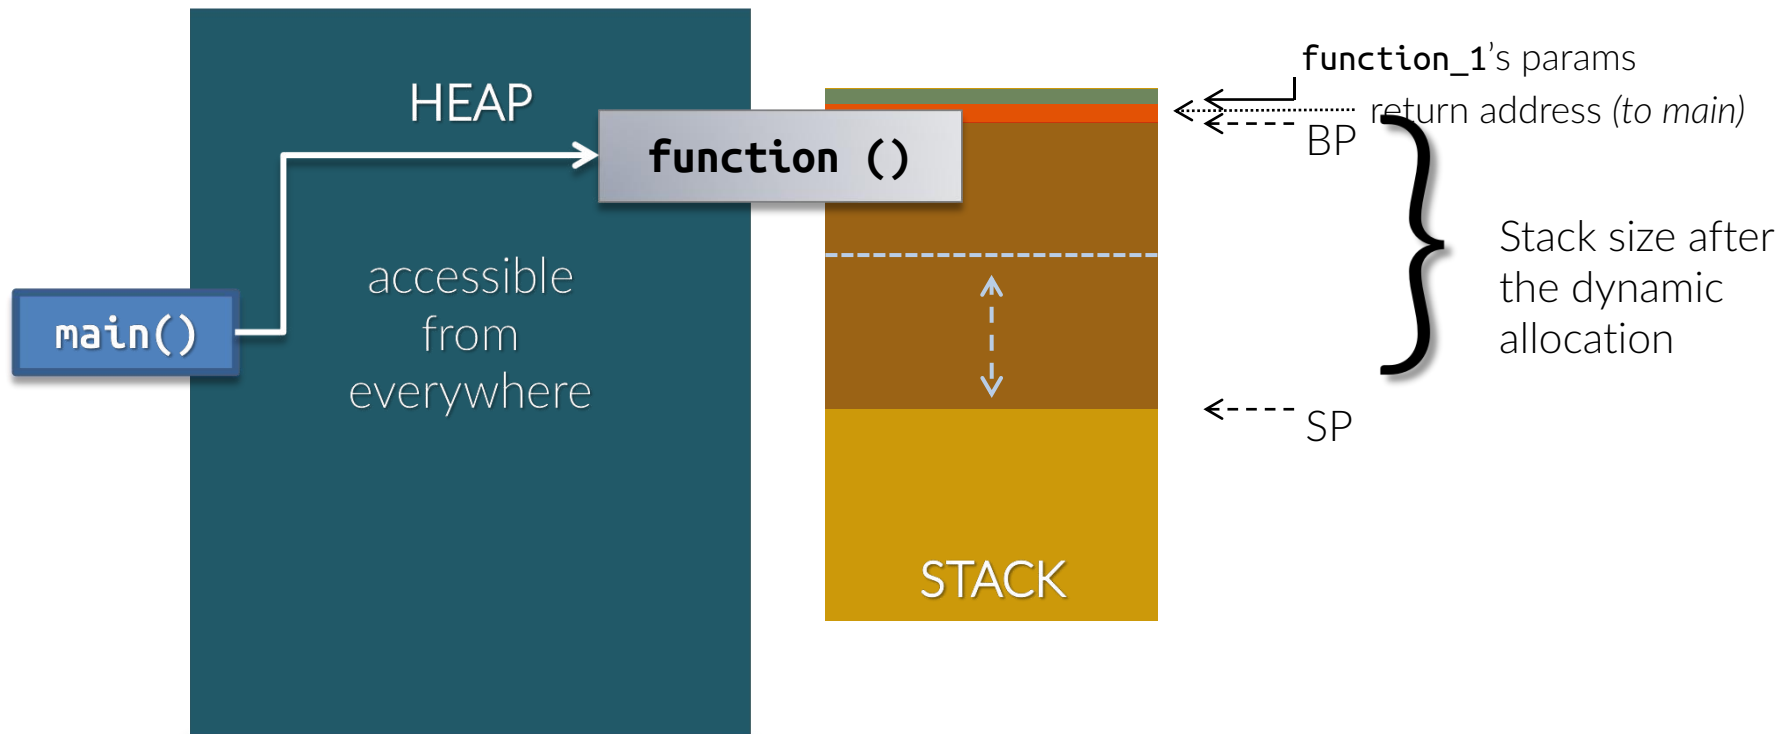 HEAP
accessible
from
everywhere
main()
function ()
STACK
function_1's params
return address (to main)
BP
Stack size after
the dynamic
allocation
SP